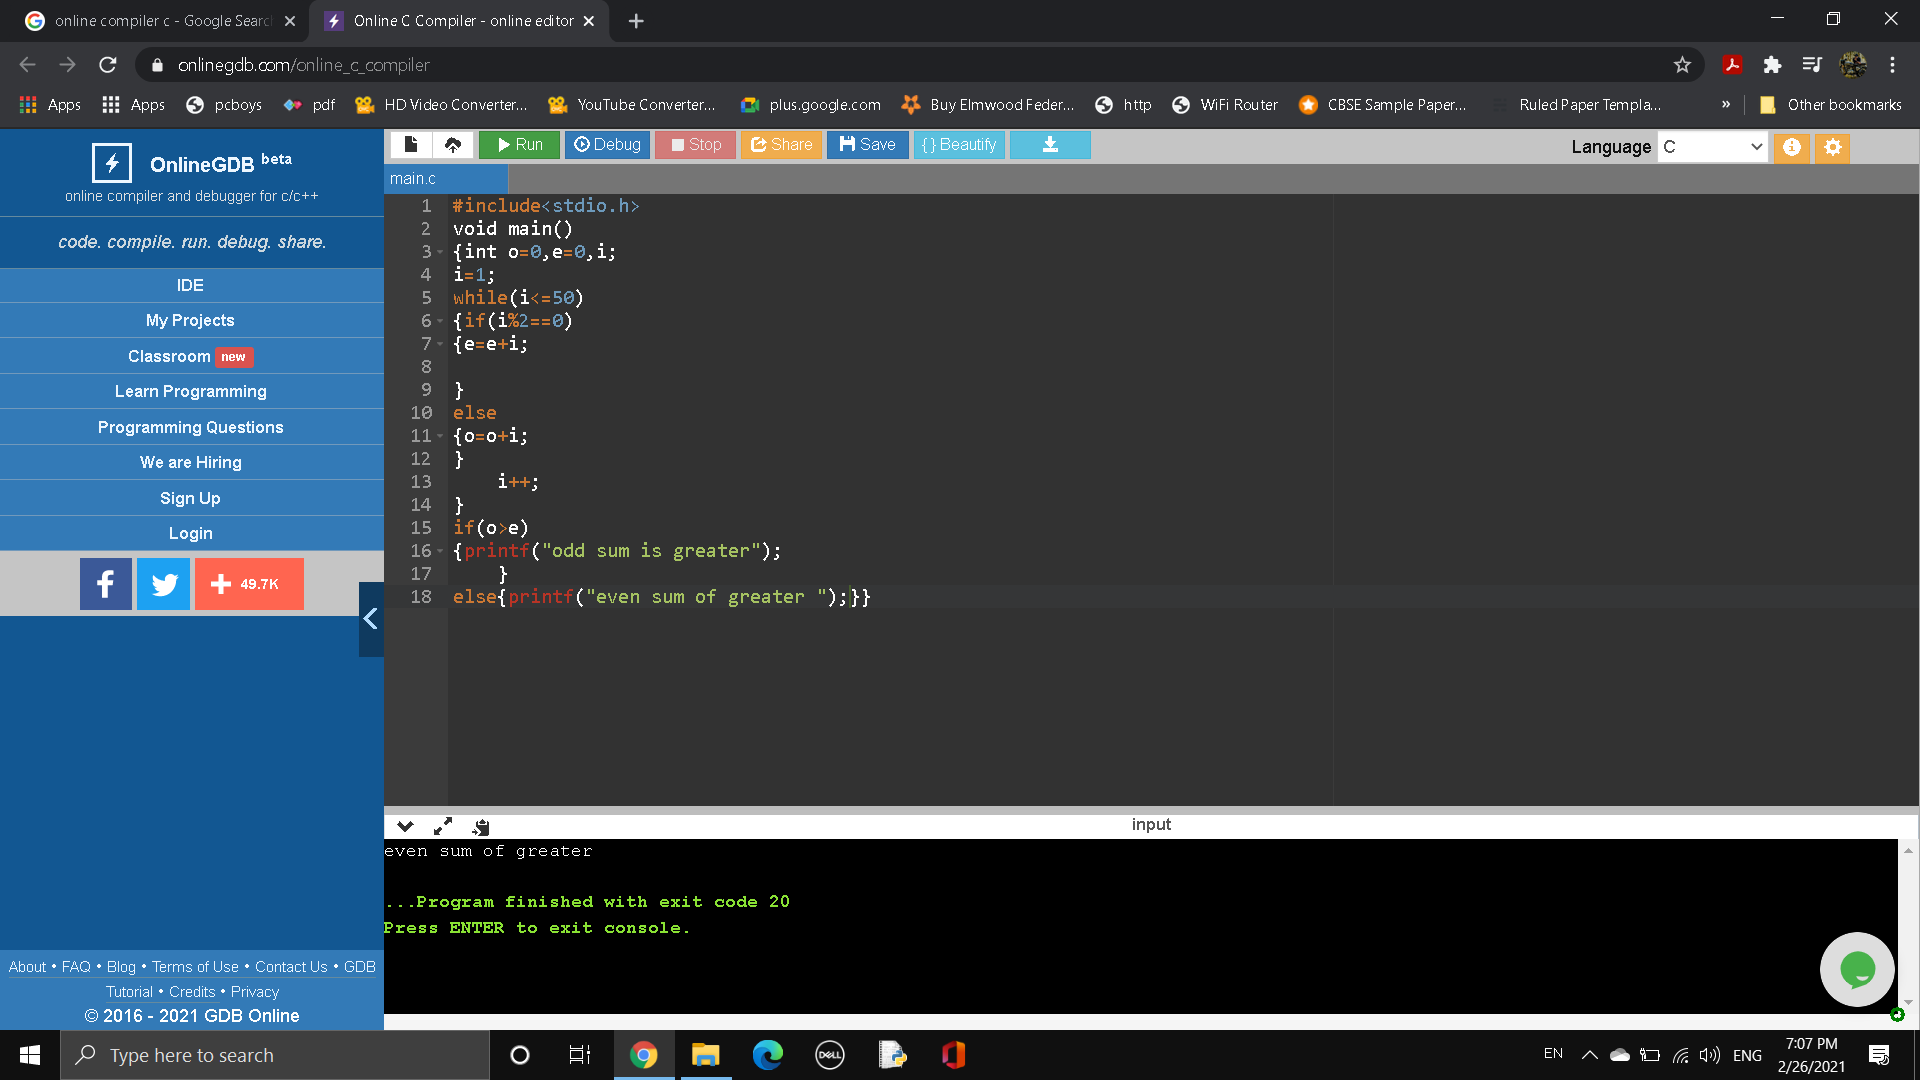 online compiler c - Google Searc
Online C Compiler - online editor
onlinegdb.com/online_c_compiler
Apps Apps pcboys pdf HD Video Converter... YouTube Converter... plus.google.com Buy Elmwood Feder... http WiFi Router CBSE Sample Paper... Ruled Paper Templa... » Other bookmarks
OnlineGDB beta
online compiler and debugger for c/c++
code. compile. run. debug. share.
IDE
My Projects
Classroom new
Learn Programming
Programming Questions
We are Hiring
Sign Up
Login
f + 49.7K
About • FAQ • Blog • Terms of Use • Contact Us • GDB
Tutorial • Credits • Privacy
© 2016 - 2021 GDB Online
Run Debug Stop Share Save {} Beautify Language C
main.c
1 #include<stdio.h>
2 void main()
3 {int o=0,e=0,i;
4 i=1;
5 while(i<=50)
6 {if(i%2==0)
7 {e=e+i;
8
9 }
10 else
11 {o=o+i;
12 }
13 i++;
14 }
15 if(o>e)
16 {printf("odd sum is greater");
17 }
18 else{printf("even sum of greater ");}}
input
even sum of greater
...Program finished with exit code 20
Press ENTER to exit console.
Type here to search
DELL
EN ENG 7:07 PM
2/26/2021